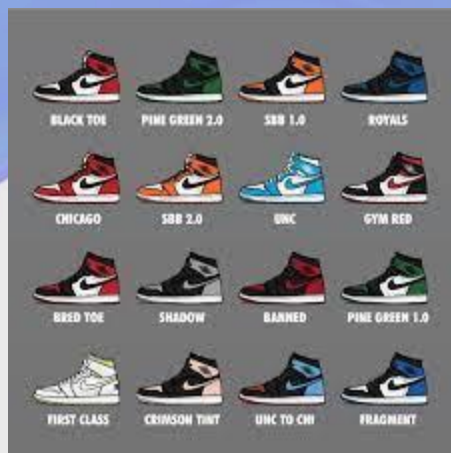 BLACK TOE
PINE GREEN 2.0
SBB 1.0
ROYALS
CHICAGO
SBB 2.0
UNC
GYM RED
BRED TOE
SHADOW
BANNED
PINE GREEN 1.0
FIRST CLASS
CRIMSON TINT
UNC TO CHI
FRAGMENT